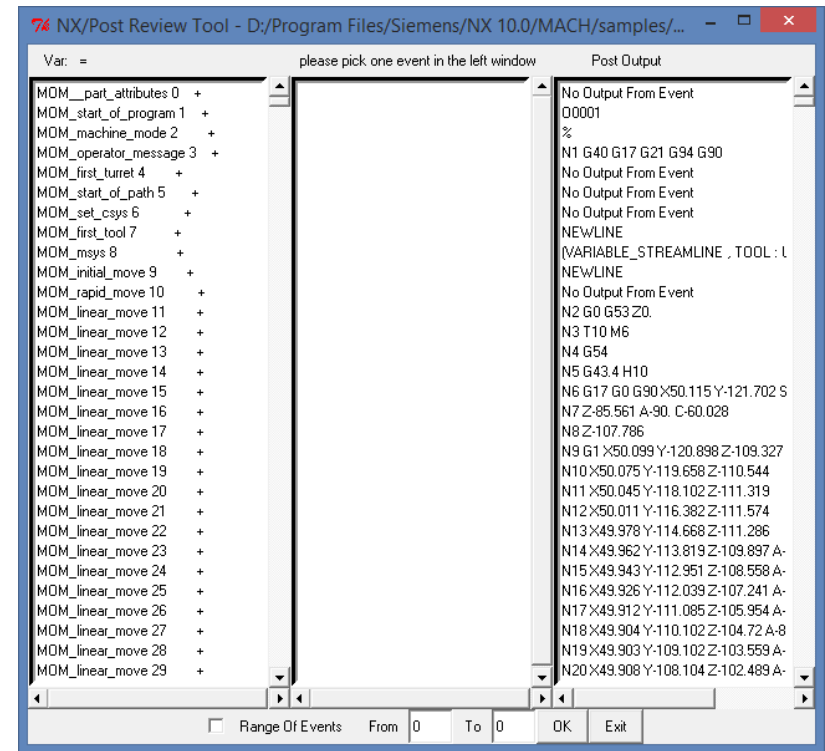 7% NX/Post Review Tool - D:/Program Files/Siemens/NX 10.0/MACH/samples/...
Var: =
please pick one event in the left window
Post Output
MOM__part_attributes 0 +
MOM_start_of_program 1 +
MOM_machine_mode 2 +
MOM_operator_message 3 +
MOM_first_turret 4 +
MOM_start_of_path 5 +
MOM_set_csys 6 +
MOM_first_tool 7 +
MOM_msys 8 +
MOM_initial_move 9 +
MOM_rapid_move 10 +
MOM_linear_move 11 +
MOM_linear_move 12 +
MOM_linear_move 13 +
MOM_linear_move 14 +
MOM_linear_move 15 +
MOM_linear_move 16 +
MOM_linear_move 17 +
MOM_linear_move 18 +
MOM_linear_move 19 +
MOM_linear_move 20 +
MOM_linear_move 21 +
MOM_linear_move 22 +
MOM_linear_move 23 +
MOM_linear_move 24 +
MOM_linear_move 25 +
MOM_linear_move 26 +
MOM_linear_move 27 +
MOM_linear_move 28 +
MOM_linear_move 29 +
No Output From Event
O0001
%
N1 G40 G17 G21 G94 G90
No Output From Event
No Output From Event
No Output From Event
NEWLINE
(VARIABLE_STREAMLINE , TOOL : U
NEWLINE
No Output From Event
N2 G0 G53 Z0.
N3 T10 M6
N4 G54
N5 G43.4 H10
N6 G17 G0 G90 X50.115 Y-121.702 S
N7 Z-85.561 A-90. C-60.028
N8 Z-107.786
N9 G1 X50.099 Y-120.898 Z-109.327
N10 X50.075 Y-119.658 Z-110.544
N11 X50.045 Y-118.102 Z-111.319
N12 X50.011 Y-116.382 Z-111.574
N13 X49.978 Y-114.668 Z-111.286
N14 X49.962 Y-113.819 Z-109.897 A-
N15 X49.943 Y-112.951 Z-108.558 A-
N16 X49.926 Y-112.039 Z-107.241 A-
N17 X49.912 Y-111.085 Z-105.954 A-
N18 X49.904 Y-110.102 Z-104.72 A-8
N19 X49.903 Y-109.102 Z-103.559 A-
N20 X49.908 Y-108.104 Z-102.489 A-
Range Of Events From 0 To 0 OK Exit